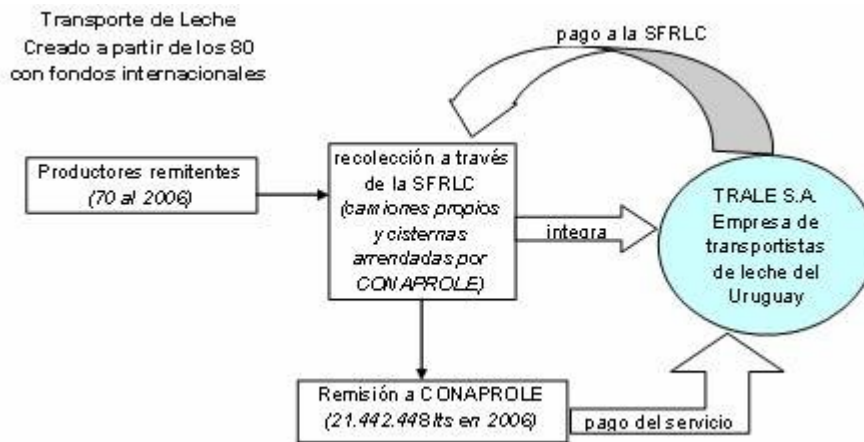 Transporte de Leche
Creado a partir de los 80
con fondos internacionales
pago a la SFRLC
Productores remitentes
(70 al 2006)
recolección a través
de la SFRLC
(camiones propios
y cisternas
arrendadas por
CONAPROLE)
integra
TRALE S.A.
Empresa de
transportistas
de leche del
Uruguay
Remisión a CONAPROLE
(21.442.448 lts en 2006)
pago del servicio